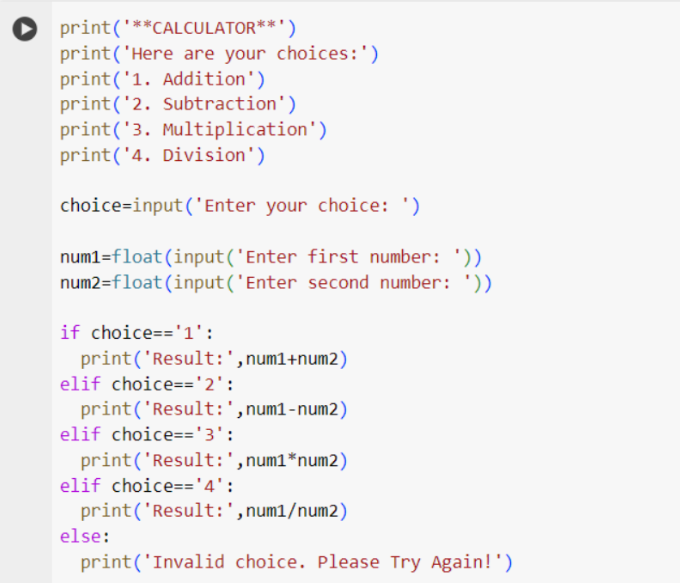 print('**CALCULATOR**')
print('Here are your choices:')
print('1. Addition')
print('2. Subtraction')
print('3. Multiplication')
print('4. Division')
choice=input('Enter your choice: ')
num1=float(input('Enter first number: '))
num2=float(input('Enter second number: '))
if choice=='1':
  print('Result:',num1+num2)
elif choice=='2':
  print('Result:',num1-num2)
elif choice=='3':
  print('Result:',num1*num2)
elif choice=='4':
  print('Result:',num1/num2)
else:
  print('Invalid choice. Please Try Again!')